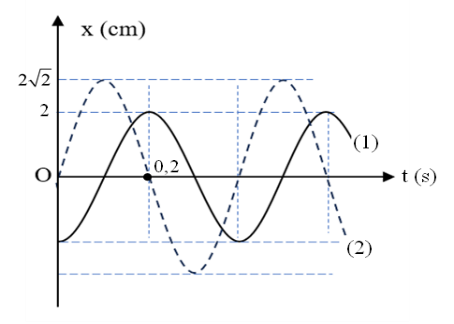 x (cm)
2√2
2
O
0,2
t (s)
(1)
(2)